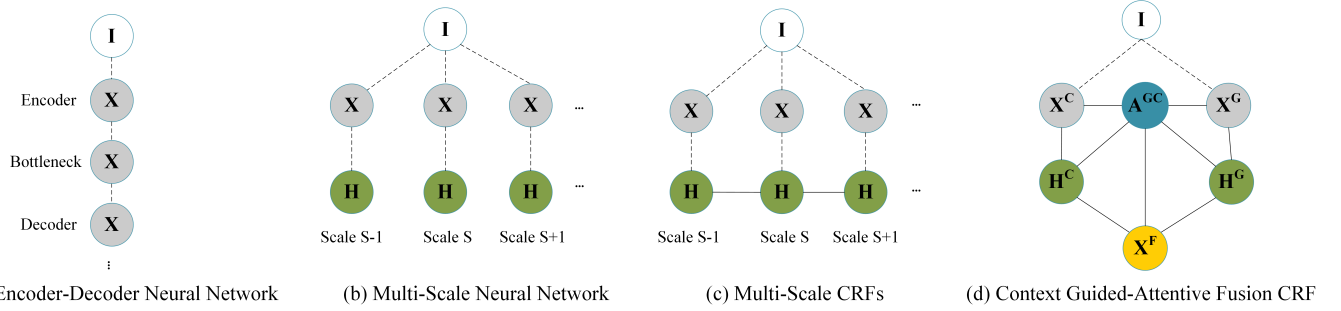 I
X
X
X
Encoder
Bottleneck
Decoder
...
Encoder-Decoder Neural Network
I
X X X ...
H H H ...
Scale S-1 Scale S Scale S+1
(b) Multi-Scale Neural Network
I
X X X ...
H H H ...
Scale S-1 Scale S Scale S+1
(c) Multi-Scale CRFs
I
X^C A^GC X^G
H^C H^G
X^F
(d) Context Guided-Attentive Fusion CRF